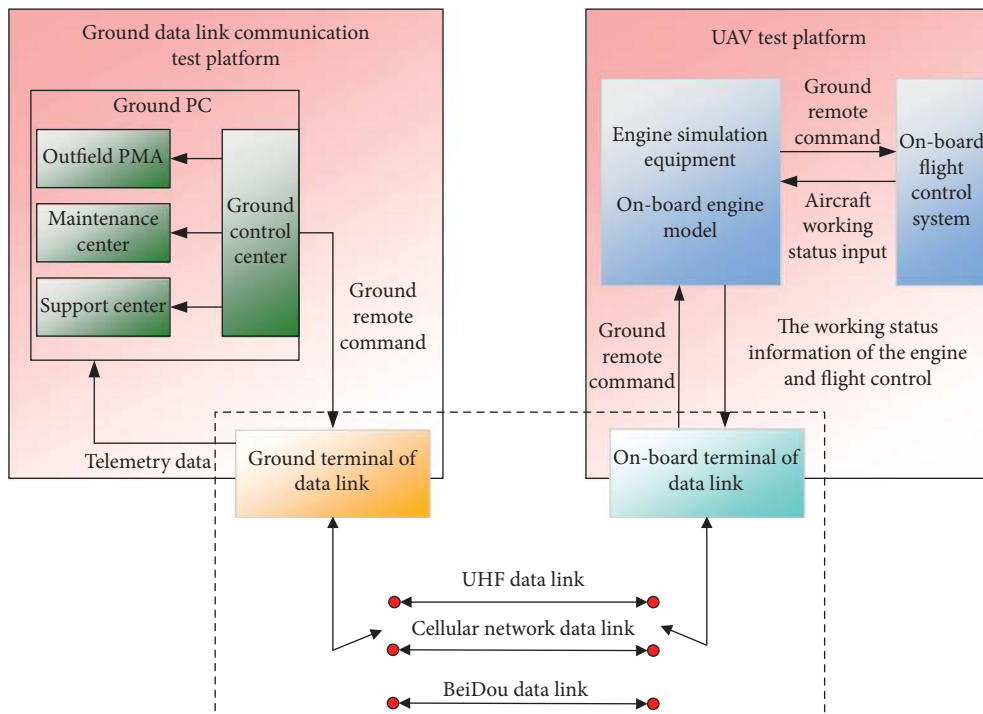 Ground data link communication
test platform
Ground PC
Outfield PMA
Maintenance
center
Support center
Ground
control
center
Ground
remote
command
Telemetry data
Ground terminal of
data link
UAV test platform
Engine simulation
equipment
On-board engine
model
Ground
remote
command
Aircraft
working
status input
On-board
flight
control
system
Ground
remote
command
The working status
information of the engine
and flight control
On-board terminal of
data link
UHF data link
Cellular network data link
BeiDou data link